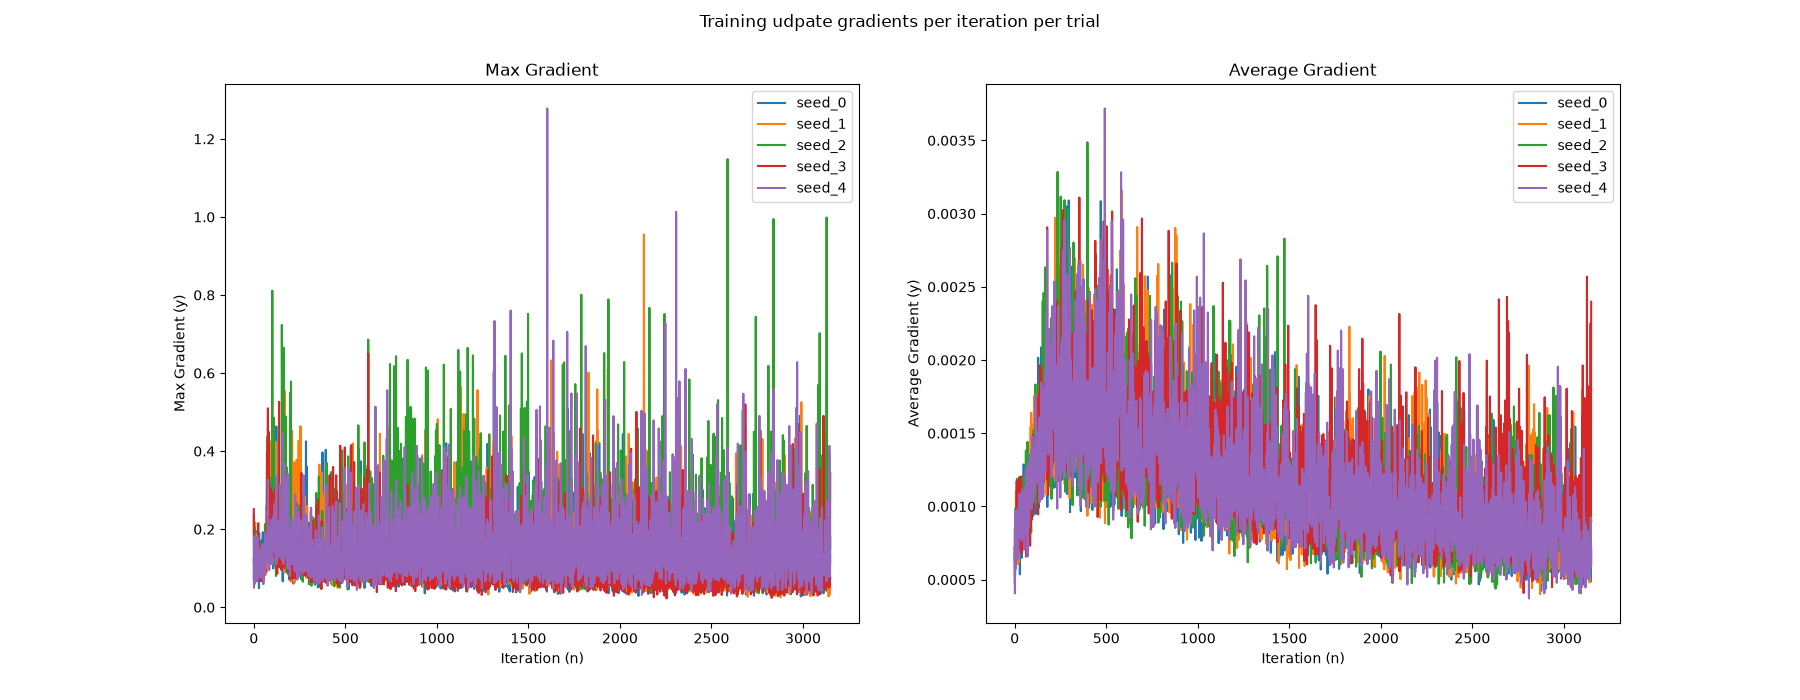 Training udpate gradients per iteration per trial
Max Gradient
Max Gradient (y)
1.2
1.0
0.8
0.6
0.4
0.2
0.0
0 500 1000 1500 2000 2500 3000
Iteration (n)
seed_0
seed_1
seed_2
seed_3
seed_4
Average Gradient
Average Gradient (y)
0.0035
0.0030
0.0025
0.0020
0.0015
0.0010
0.0005
0 500 1000 1500 2000 2500 3000
Iteration (n)
seed_0
seed_1
seed_2
seed_3
seed_4